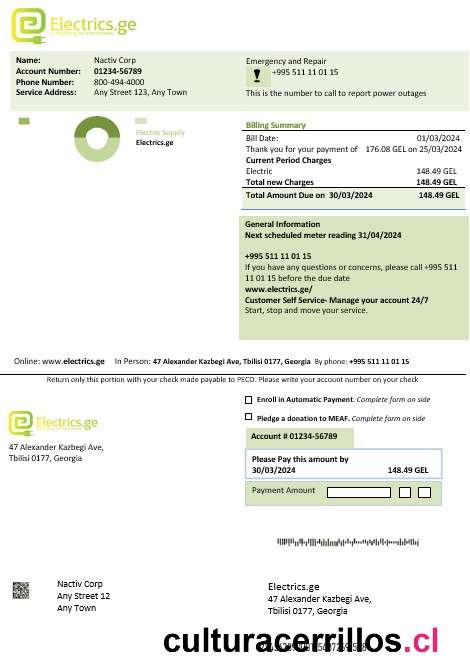 Electrics.ge
Name: Nactiv Corp
Account Number: 01234-56789
Phone Number: 800-494-4000
Service Address: Any Street 123, Any Town
Emergency and Repair
+995 511 11 01 15
This is the number to call to report power outages
Electric Supply
Electrics.ge
Billing Summary
Bill Date: 01/03/2024
Thank you for your payment of 176.08 GEL on 25/03/2024
Current Period Charges
Electric 148.49 GEL
Total new Charges 148.49 GEL
Total Amount Due on 30/03/2024 148.49 GEL
General Information
Next scheduled meter reading 31/04/2024
+995 511 11 01 15
If you have any questions or concerns, please call +995 511
11 01 15 before the due date
www.electrics.ge/
Customer Self Service- Manage your account 24/7
Start, stop and move your service.
Online: www.electrics.ge In Person: 47 Alexander Kazbegi Ave, Tbilisi 0177, Georgia By phone: +995 511 11 01 15
Return only this portion with your check made payable to PECO. Please write your account number on your check
Electrics.ge
47 Alexander Kazbegi Ave,
Tbilisi 0177, Georgia
Enroll in Automatic Payment. Complete form on side
Pledge a donation to MEAF. Complete form on side
Account # 01234-56789
Please Pay this amount by
30/03/2024 148.49 GEL
Payment Amount
Nactiv Corp
Any Street 12
Any Town
Electrics.ge
47 Alexander Kazbegi Ave,
Tbilisi 0177, Georgia
culturacerrillos.cl